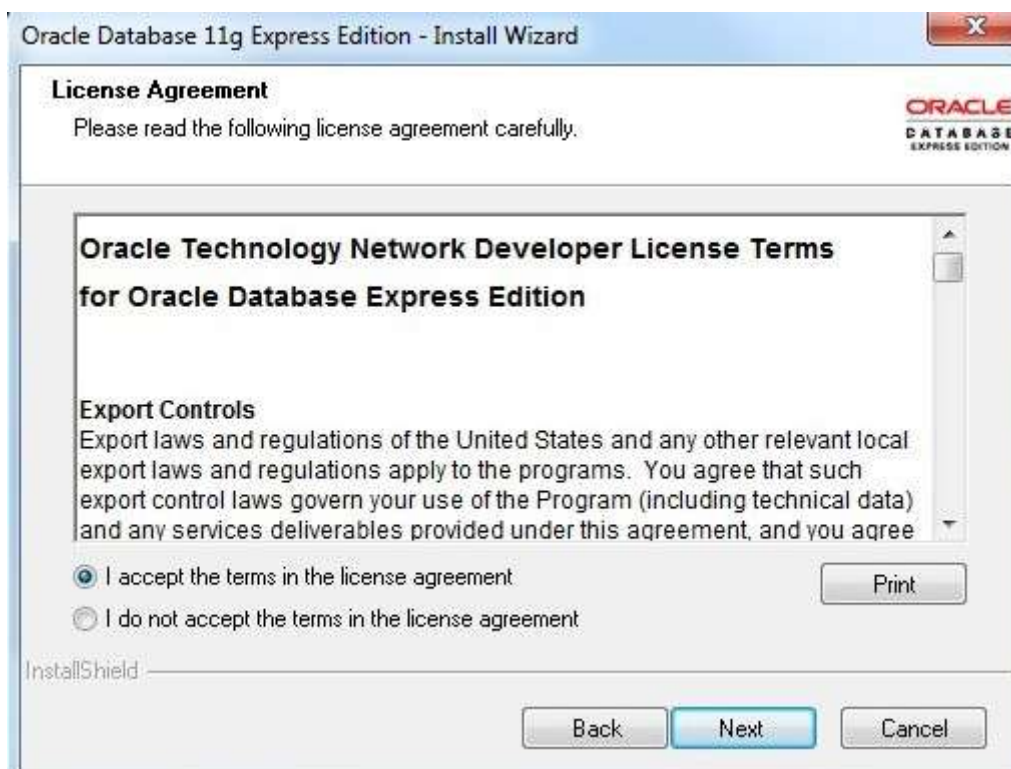 Oracle Database 11g Express Edition - Install Wizard
License Agreement
Please read the following license agreement carefully.
ORACLE
DATABASE
EXPRESS EDITION
Oracle Technology Network Developer License Terms
for Oracle Database Express Edition
Export Controls
Export laws and regulations of the United States and any other relevant local
export laws and regulations apply to the programs.  You agree that such
export control laws govern your use of the Program (including technical data)
and any services deliverables provided under this agreement, and you agree
I accept the terms in the license agreement
Print
I do not accept the terms in the license agreement
InstallShield
Back
Next
Cancel